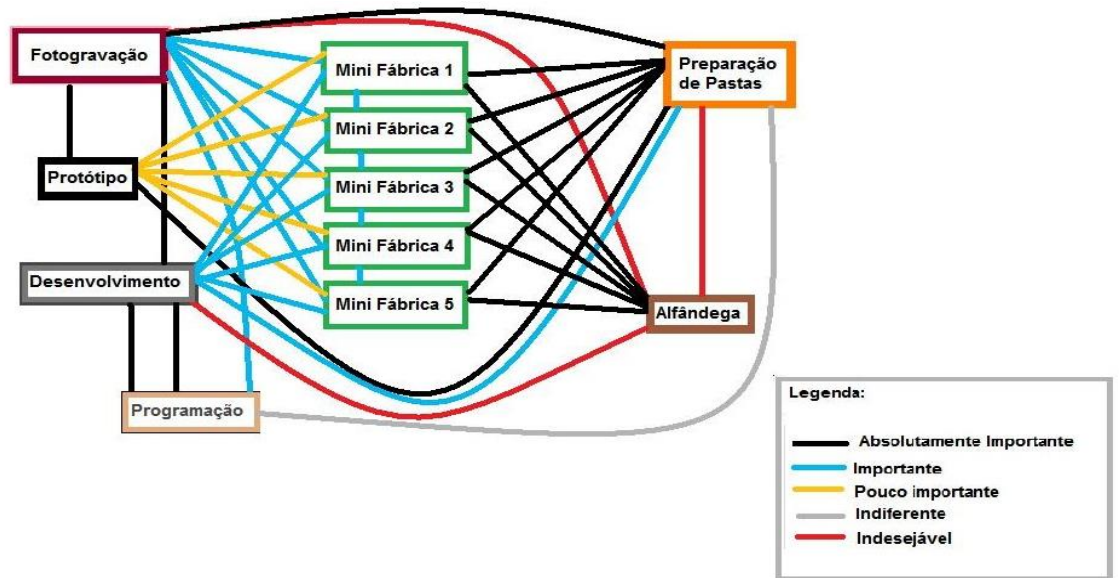 Fotogravação
Mini Fábrica 1
Preparação
de Pastas
Mini Fábrica 2
Protótipo
Mini Fábrica 3
Mini Fábrica 4
Desenvolvimento
Mini Fábrica 5
Alfândega
Programação
Legenda:
Absolutamente Importante
Importante
Pouco importante
Indiferente
Indesejável